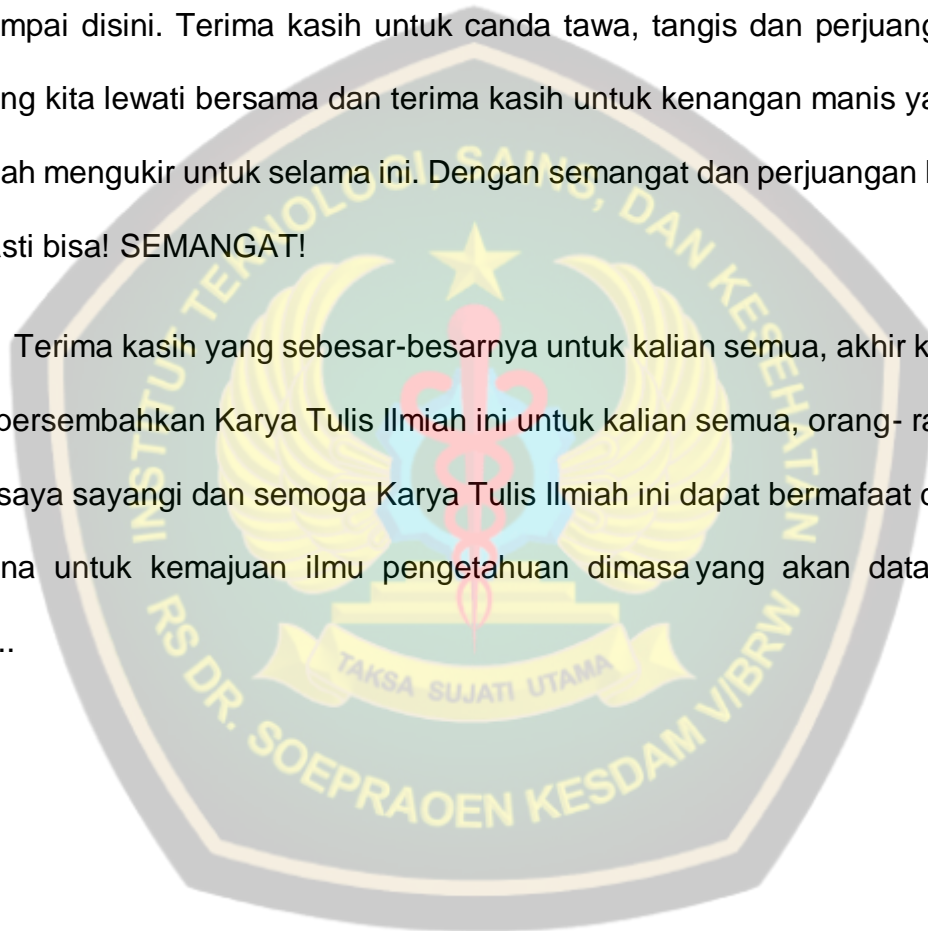 mpai disini. Terima kasih untuk canda tawa, tangis dan perjuang
ng kita lewati bersama dan terima kasih untuk kenangan manis ya
ah mengukir untuk selama ini. Dengan semangat dan perjuangan
asti bisa! SEMANGAT!
Terima kasih yang sebesar-besarnya untuk kalian semua, akhir k
persembahkan Karya Tulis Ilmiah ini untuk kalian semua, orang- ra
saya sayangi dan semoga Karya Tulis Ilmiah ini dapat bermafaat d
na untuk kemajuan ilmu pengetahuan dimasa yang akan data
..
INSTITUT TEKNOLOGI, SAINS, DAN KESEHATAN
TAKSA SUJATI UTAMA
RS DR. SOEPRAOEN KESDAM V/BRW